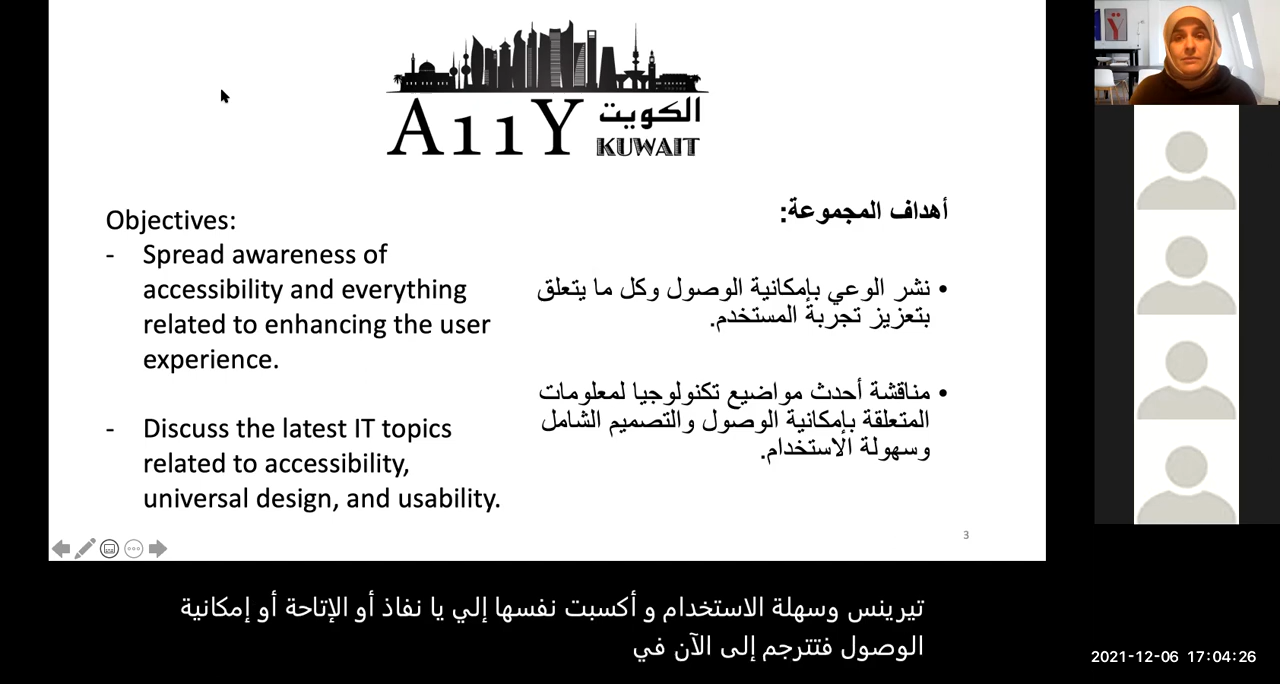 الكويت
A11Y
KUWAIT
Objectives:
- Spread awareness of
accessibility and everything
related to enhancing the user
experience.
- Discuss the latest IT topics
related to accessibility,
universal design, and usability.
أهداف المجموعة:
• نشر الوعي بإمكانية الوصول وكل ما يتعلق
بتعزيز تجربة المستخدم.
• مناقشة أحدث مواضيع تكنولوجيا لمعلومات
المتعلقة بإمكانية الوصول والتصميم الشامل
وسهولة الاستخدام.
3
تيرينس وسهلة الاستخدام و أكسبت نفسها إلي يا نفاذ أو الإتاحة أو إمكانية
الوصول فتترجم إلى الآن في
2021-12-06 17:04:26